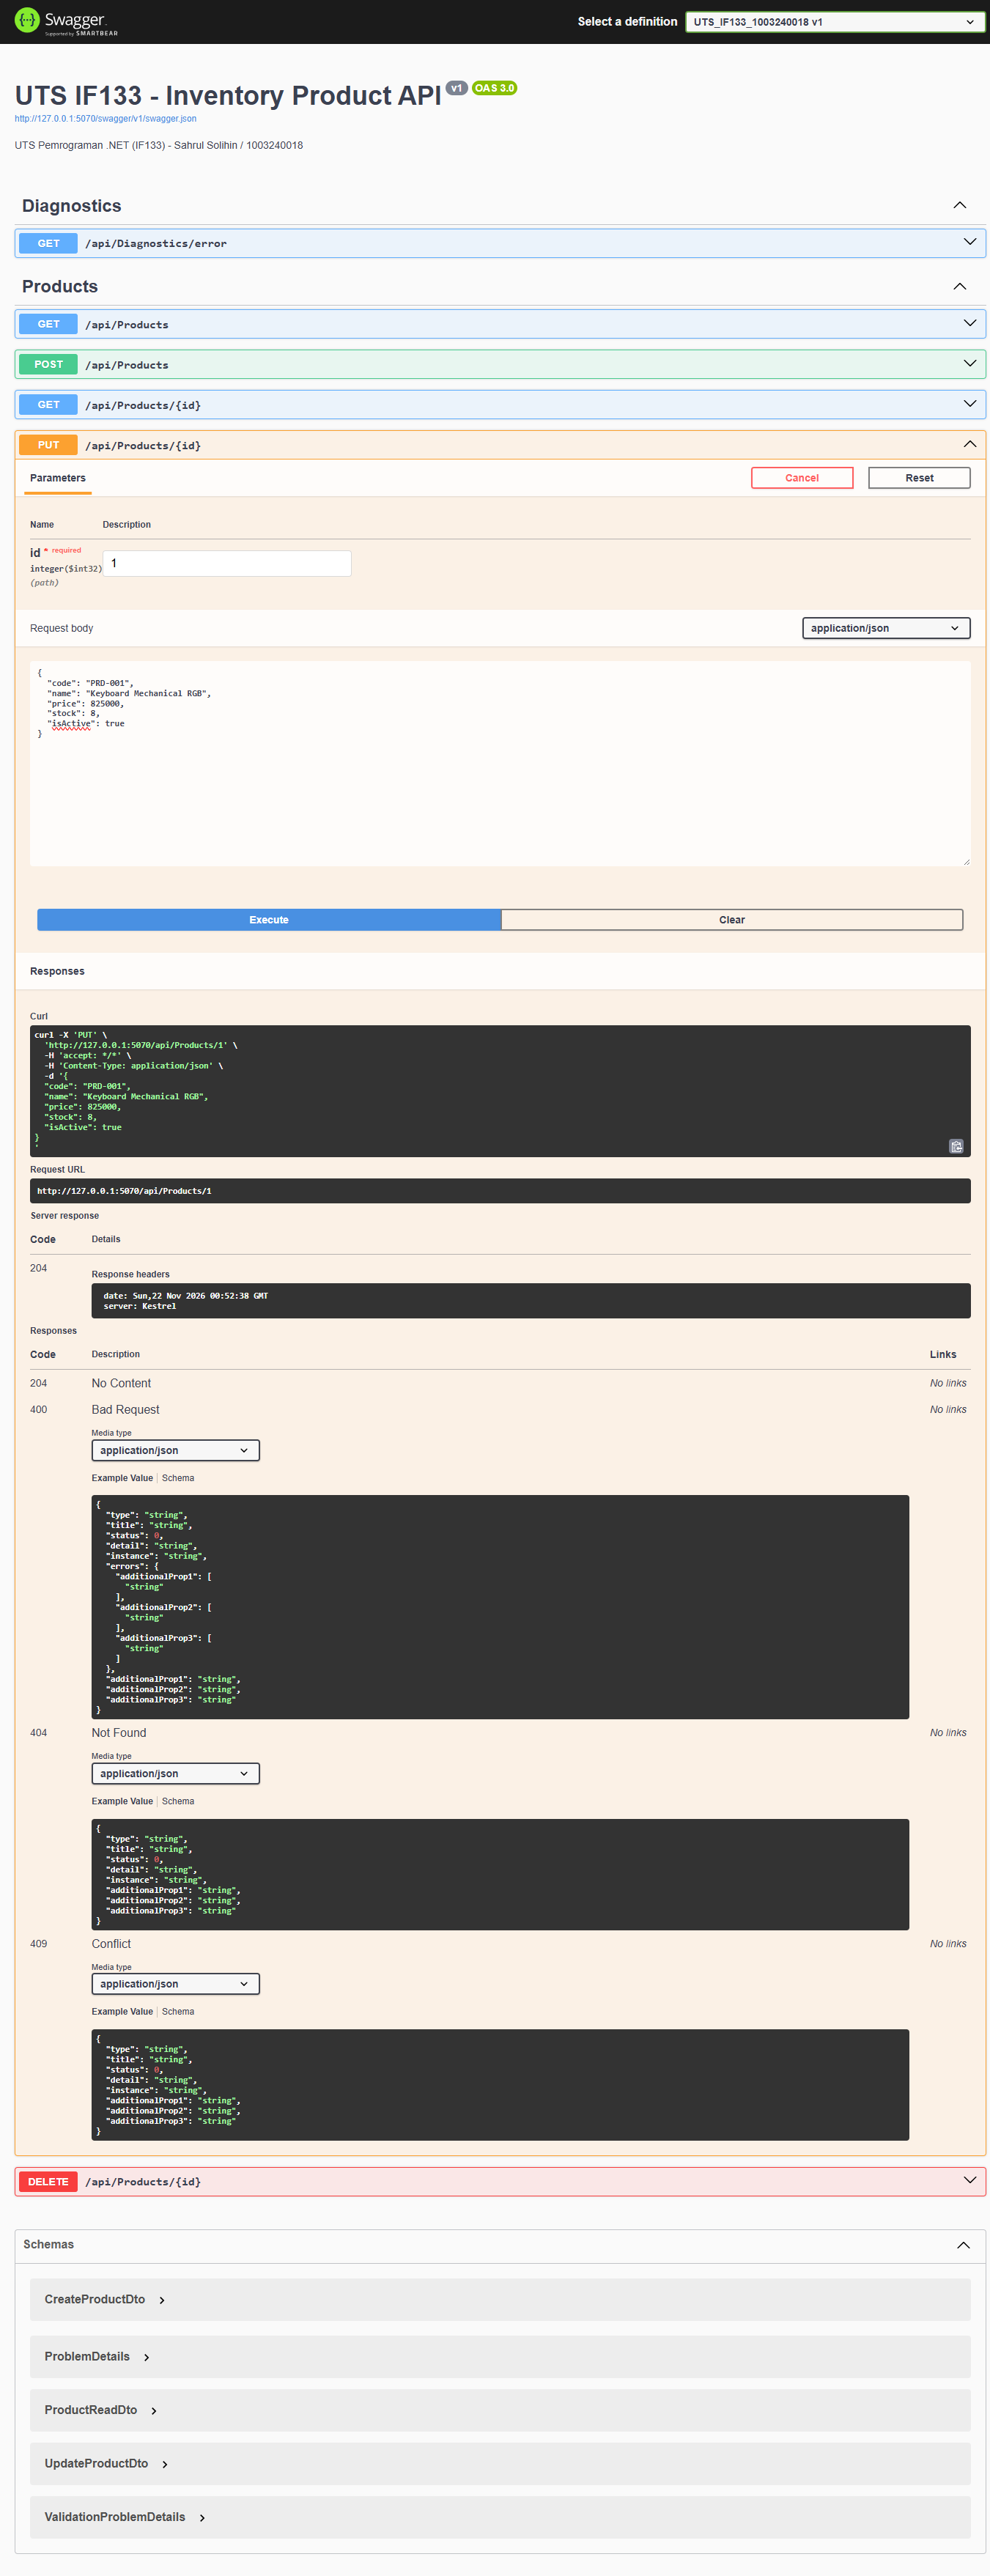 Swagger.
Supported by SMARTBEAR
Select a definition
UTS_IF133_1003240018 v1
UTS IF133 - Inventory Product API v1 OAS 3.0
http://127.0.0.1:5070/swagger/v1/swagger.json
UTS Pemrograman .NET (IF133) - Sahrul Solihin / 1003240018
Diagnostics
GET /api/Diagnostics/error
Products
GET /api/Products
POST /api/Products
GET /api/Products/{id}
PUT /api/Products/{id}
Parameters
Cancel
Reset
Name Description
id * required
integer($int32)
(path)
1
Request body
application/json
{
"code": "PRD-001",
"name": "Keyboard Mechanical RGB",
"price": 825000,
"stock": 8,
"isActive": true
}
Execute
Clear
Responses
Curl
curl -X 'PUT' \
'http://127.0.0.1:5070/api/Products/1' \
-H 'accept: */*' \
-H 'Content-Type: application/json' \
-d '{
"code": "PRD-001",
"name": "Keyboard Mechanical RGB",
"price": 825000,
"stock": 8,
"isActive": true
}
'
Request URL
http://127.0.0.1:5070/api/Products/1
Server response
Code Details
204
Response headers
date: Sun,22 Nov 2026 00:52:38 GMT
server: Kestrel
Responses
Code Description Links
204 No Content No links
400 Bad Request No links
Media type
application/json
Example Value Schema
{
"type": "string",
"title": "string",
"status": 0,
"detail": "string",
"instance": "string",
"errors": {
"additionalProp1": [
"string"
],
"additionalProp2": [
"string"
],
"additionalProp3": [
"string"
]
},
"additionalProp1": "string",
"additionalProp2": "string",
"additionalProp3": "string"
}
404 Not Found No links
Media type
application/json
Example Value Schema
{
"type": "string",
"title": "string",
"status": 0,
"detail": "string",
"instance": "string",
"additionalProp1": "string",
"additionalProp2": "string",
"additionalProp3": "string"
}
409 Conflict No links
Media type
application/json
Example Value Schema
{
"type": "string",
"title": "string",
"status": 0,
"detail": "string",
"instance": "string",
"additionalProp1": "string",
"additionalProp2": "string",
"additionalProp3": "string"
}
DELETE /api/Products/{id}
Schemas
CreateProductDto
ProblemDetails
ProductReadDto
UpdateProductDto
ValidationProblemDetails